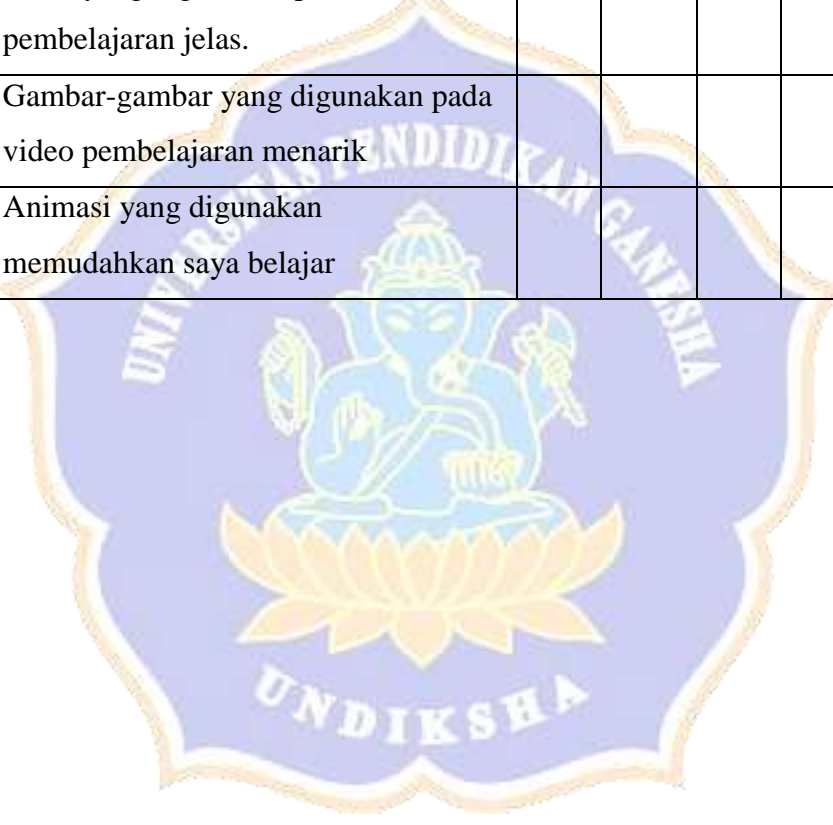 pembelajaran jelas.
Gambar-gambar yang digunakan pada
video pembelajaran menarik
Animasi yang digunakan
memudahkan saya belajar
UNIVERSITAS PENDIDIKAN GANESHA
UNDIKSHA